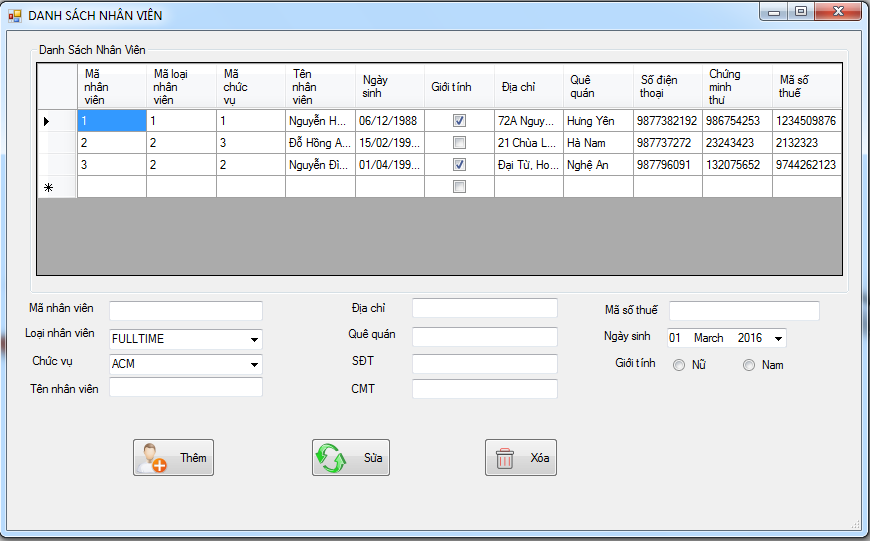 DANH SÁCH NHÂN VIÊN
Danh Sách Nhân Viên
Mã nhân viên Mã loại nhân viên Mã chức vụ Tên nhân viên Ngày sinh Giới tính Địa chỉ Quê quán Số điện thoại Chứng minh thư Mã số thuế
1 1 1 Nguyễn H... 06/12/1988 72A Nguy... Hưng Yên 9877382192 986754253 1234509876
2 2 3 Đỗ Hồng A... 15/02/199... 21 Chùa L... Hà Nam 987737272 23243423 2132323
3 2 2 Nguyễn Đì... 01/04/199... Đại Từ, Ho... Nghệ An 987796091 132075652 9744262123
Mã nhân viên Địa chỉ Mã số thuế
Loại nhân viên FULLTIME Quê quán Ngày sinh 01 March 2016
Chức vụ ACM SĐT Giới tính Nữ Nam
Tên nhân viên CMT
Thêm Sửa Xóa